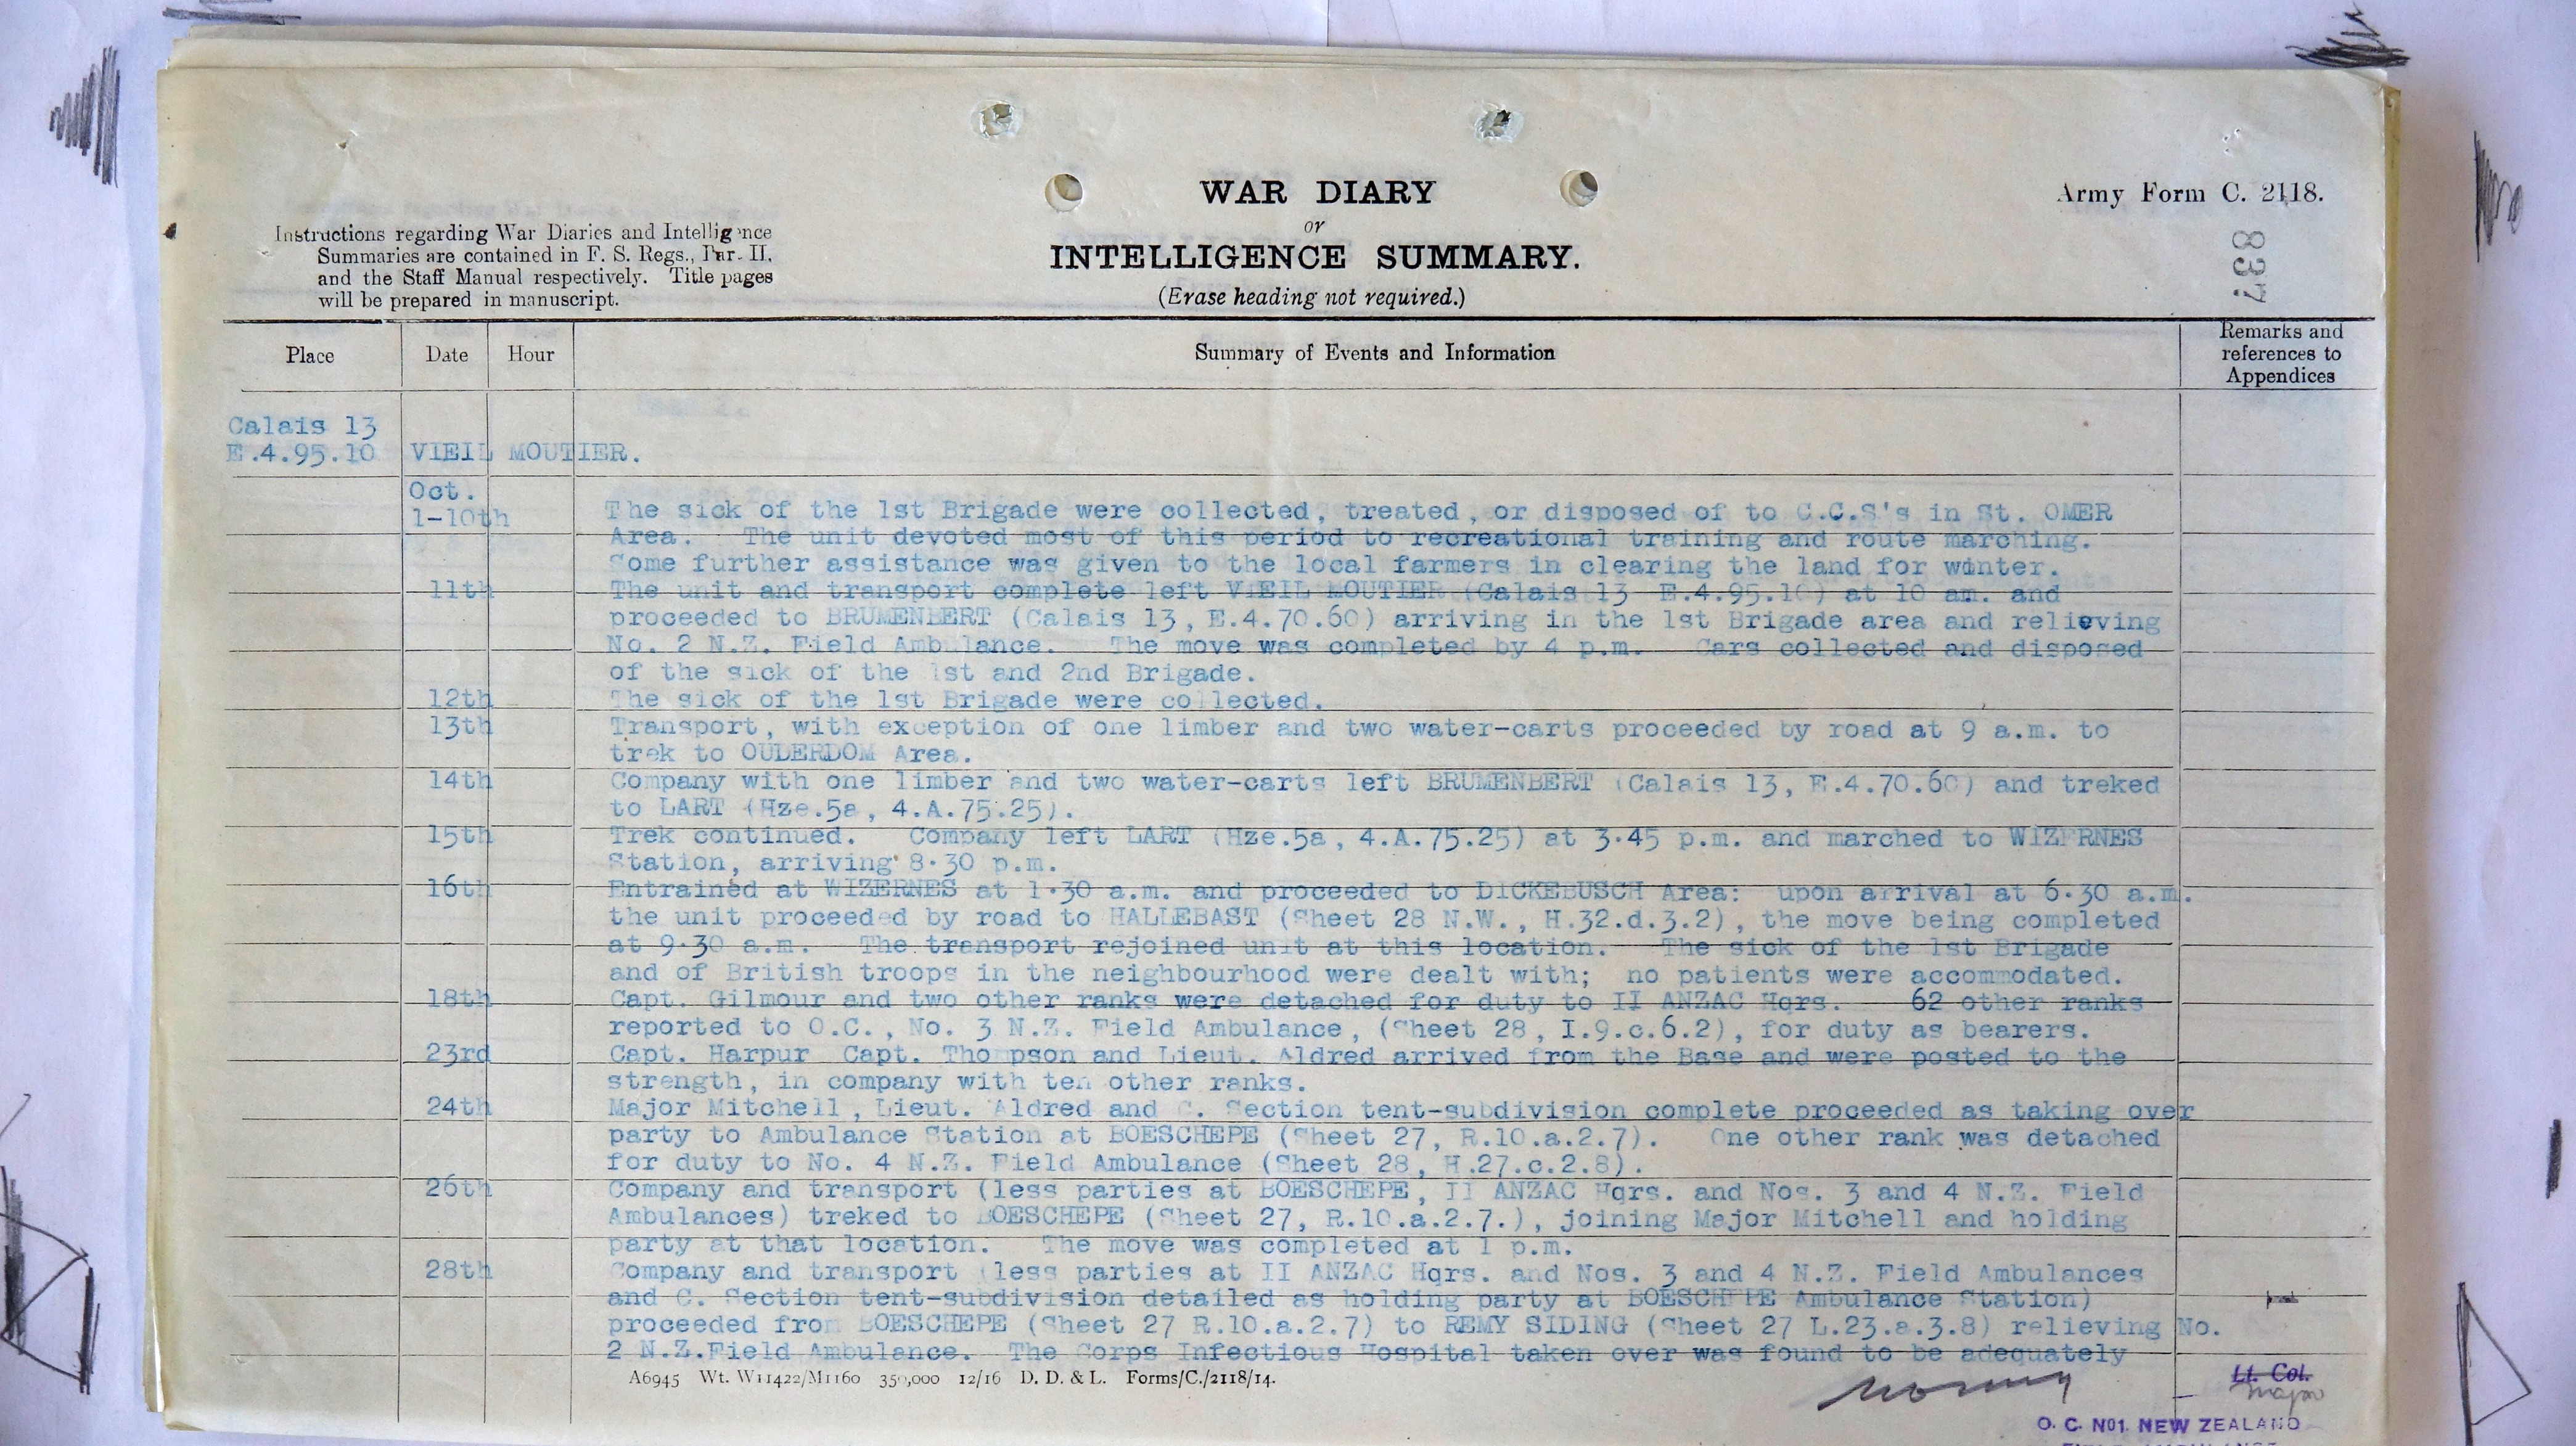 WAR DIARY
or
INTELLIGENCE SUMMARY.
(Erase heading not required.)
Army Form C. 2118.
837
Instructions regarding War Diaries and Intelligence
Summaries are contained in F. S. Regs., Par. II.
and the Staff Manual respectively. Title pages
will be prepared in manuscript.
Place Date Hour Summary of Events and Information Remarks and references to Appendices
Calais 13
E.4.95.10 VIEIL MOUTIER.
Oct.
1-10th The sick of the 1st Brigade were collected, treated, or disposed of to C.C.S's in St. OMER
Area. The unit devoted most of this period to recreational training and route marching.
Some further assistance was given to the local farmers in clearing the land for winter.
11th The unit and transport complete left VIEIL MOUTIER (Calais 13 E.4.95.10) at 10 am. and
proceeded to BRUMENBERT (Calais 13, E.4.70.60) arriving in the 1st Brigade area and relieving
No. 2 N.Z. Field Ambulance. The move was completed by 4 p.m. Cars collected and disposed
of the sick of the 1st and 2nd Brigade.
12th The sick of the 1st Brigade were collected.
13th Transport, with exception of one limber and two water-carts proceeded by road at 9 a.m. to
trek to OUDERDOM Area.
14th Company with one limber and two water-carts left BRUMENBERT (Calais 13, E.4.70.60) and treked
to LART (Hze.5a, 4.A.75.25).
15th Trek continued. Company left LART (Hze.5a, 4.A.75.25) at 3.45 p.m. and marched to WIZERNES
Station, arriving 8.30 p.m.
16th Entrained at WIZERNES at 1.30 a.m. and proceeded to DICKEBUSCH Area: upon arrival at 6.30 a.m.
the unit proceeded by road to HALLEBAST (Sheet 28 N.W., H.32.d.3.2), the move being completed
at 9.30 a.m. The transport rejoined unit at this location. The sick of the 1st Brigade
and of British troops in the neighbourhood were dealt with; no patients were accommodated.
18th Capt. Gilmour and two other ranks were detached for duty to II ANZAC Hqrs. 62 other ranks
reported to O.C., No. 3 N.Z. Field Ambulance, (Sheet 28, I.9.c.6.2), for duty as bearers.
23rd Capt. Harpur Capt. Thompson and Lieut. Aldred arrived from the Base and were posted to the
strength, in company with ten other ranks.
24th Major Mitchell, Lieut. Aldred and C. Section tent-subdivision complete proceeded as taking over
party to Ambulance Station at BOESCHEPE (Sheet 27, R.10.a.2.7). One other rank was detached
for duty to No. 4 N.Z. Field Ambulance (Sheet 28, H.27.c.2.8).
26th Company and transport (less parties at BOESCHEPE, II ANZAC Hqrs. and Nos. 3 and 4 N.Z. Field
Ambulances) treked to BOESCHEPE (Sheet 27, R.10.a.2.7.), joining Major Mitchell and holding
party at that location. The move was completed at 1 p.m.
28th Company and transport (less parties at II ANZAC Hqrs. and Nos. 3 and 4 N.Z. Field Ambulances
and C. Section tent-subdivision detailed as holding party at BOESCHEPE Ambulance Station)
proceeded from BOESCHEPE (Sheet 27 R.10.a.2.7) to REMY SIDING (Sheet 27 L.23.a.3.8) relieving No.
2 N.Z.Field Ambulance. The Corps Infectious Hospital taken over was found to be adequately
A6945 Wt. W11422/M1160 350,000 12/16 D. D. & L. Forms/C./2118/14.
Lt. Col.
Major
O. C. No1. NEW ZEALAND